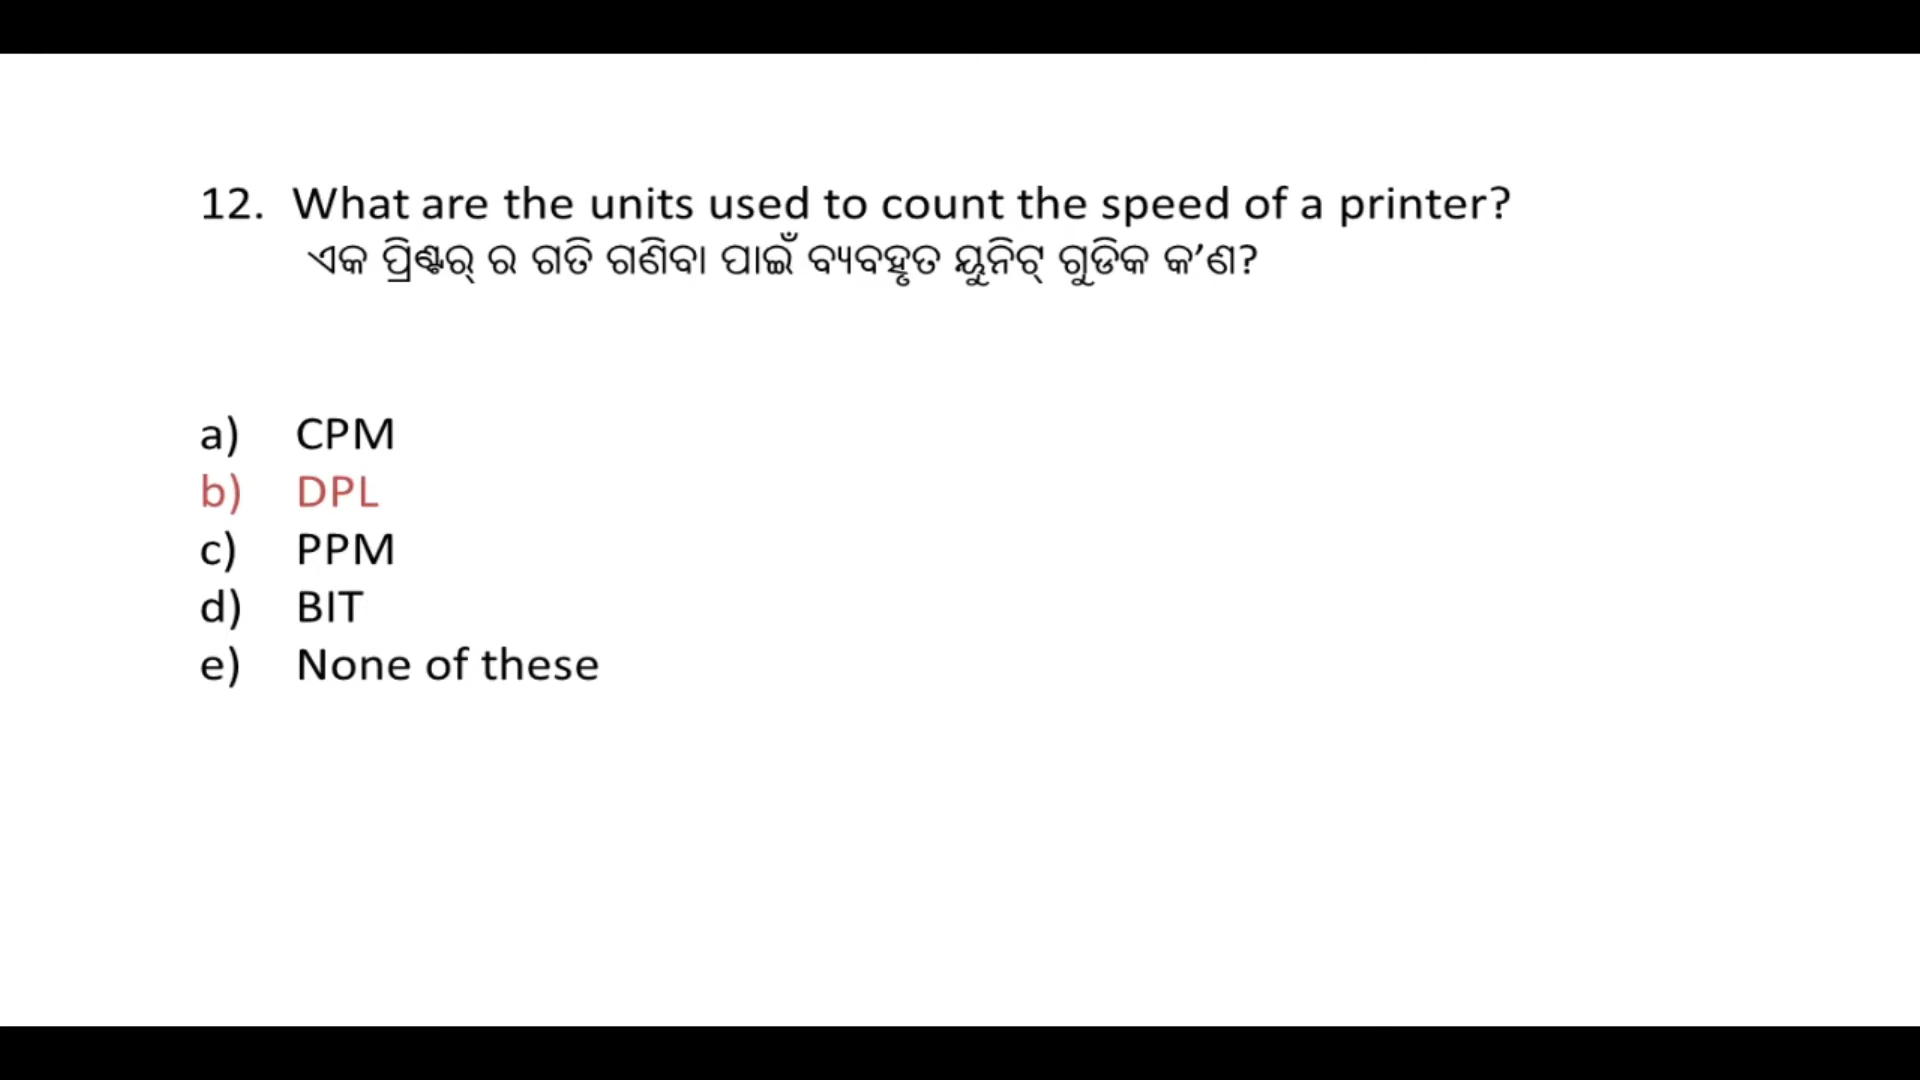 12. What are the units used to count the speed of a printer?
ଏକ ପ୍ରିଣ୍ଟର୍ ର ଗତି ଗଣିବା ପାଇଁ ବ୍ୟବହୃତ ୟୁନିଟ୍ ଗୁଡିକ କ’ଣ?
a) CPM
b) DPL
c) PPM
d) BIT
e) None of these